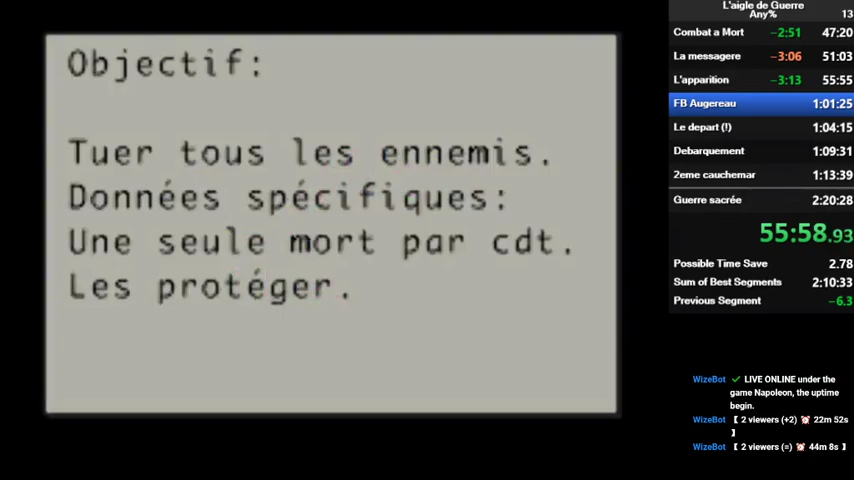 Objectif:
Tuer tous les ennemis.
Données spécifiques:
Une seule mort par cdt.
Les protéger.
L'aigle de Guerre
Any% 13
Combat a Mort -2:51 47:20
La messagere -3:06 51:03
L'apparition -3:13 55:55
FB Augereau 1:01:25
Le depart (!) 1:04:15
Debarquement 1:09:31
2eme cauchemar 1:13:39
Guerre sacrée 2:20:28
55:58.93
Possible Time Save 2.78
Sum of Best Segments 2:10:33
Previous Segment -6.3
WizeBot ✓ LIVE ONLINE under the
game Napoleon, the uptime
begin.
WizeBot 【 2 viewers (+2) ⏰ 22m 52s
】
WizeBot 【 2 viewers (=) ⏰ 44m 8s 】